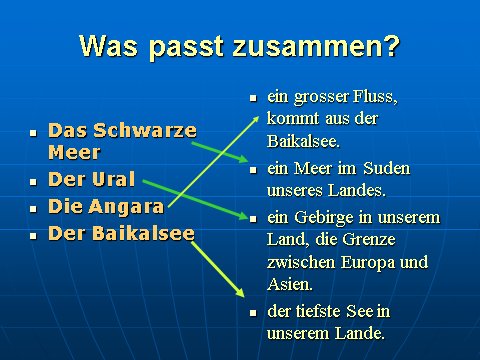 Was passt zusammen?
Das Schwarze
Meer
Der Ural
Die Angara
Der Baikalsee
ein grosser Fluss,
kommt aus der
Baikalsee.
ein Meer im Suden
unseres Landes.
ein Gebirge in unserem
Land, die Grenze
zwischen Europa und
Asien.
der tiefste See in
unserem Lande.